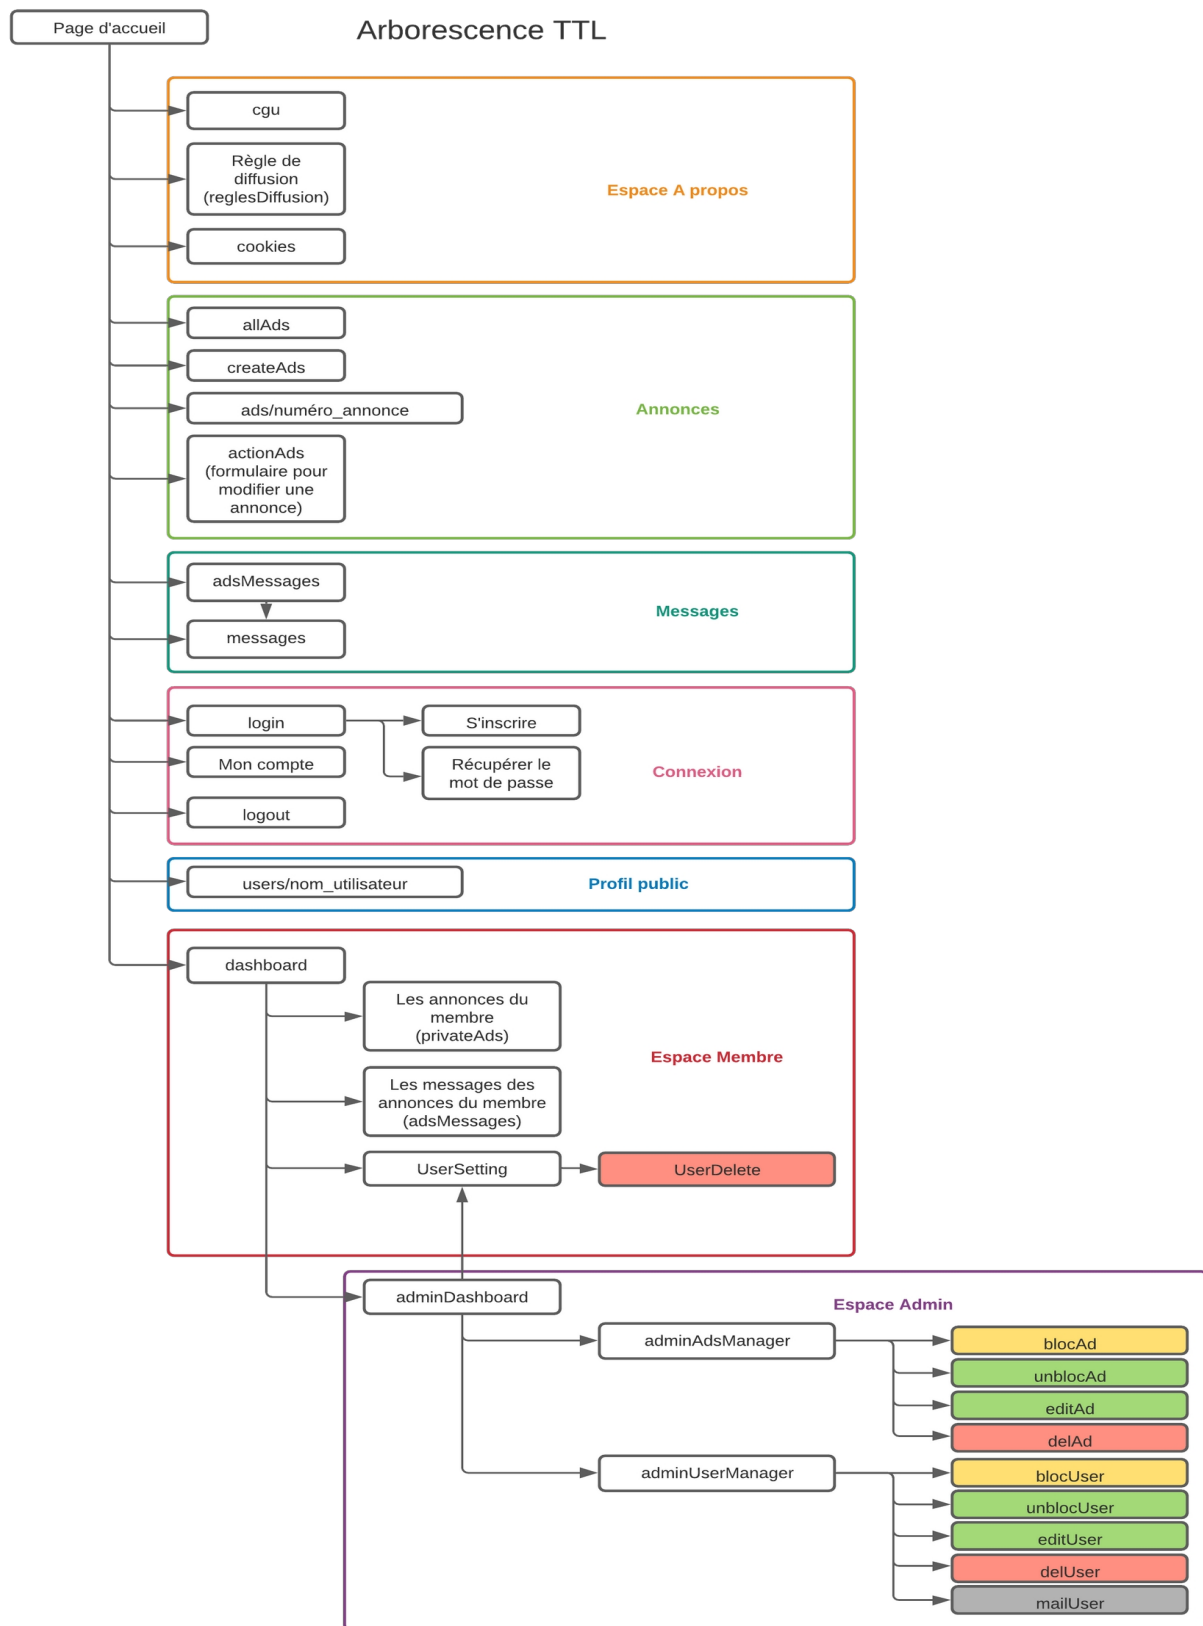 Page d'accueil
Arborescence TTL
cgu
Règle de
diffusion
(reglesDiffusion)
Espace A propos
cookies
allAds
createAds
ads/numéro_annonce
Annonces
actionAds
(formulaire pour
modifier une
annonce)
adsMessages
Messages
messages
login
S'inscrire
Mon compte
Récupérer le
mot de passe
Connexion
logout
users/nom_utilisateur
Profil public
dashboard
Les annonces du
membre
(privateAds)
Espace Membre
Les messages des
annonces du membre
(adsMessages)
UserSetting
UserDelete
adminDashboard
Espace Admin
adminAdsManager
blocAd
unblocAd
editAd
delAd
adminUserManager
blocUser
unblocUser
editUser
delUser
mailUser